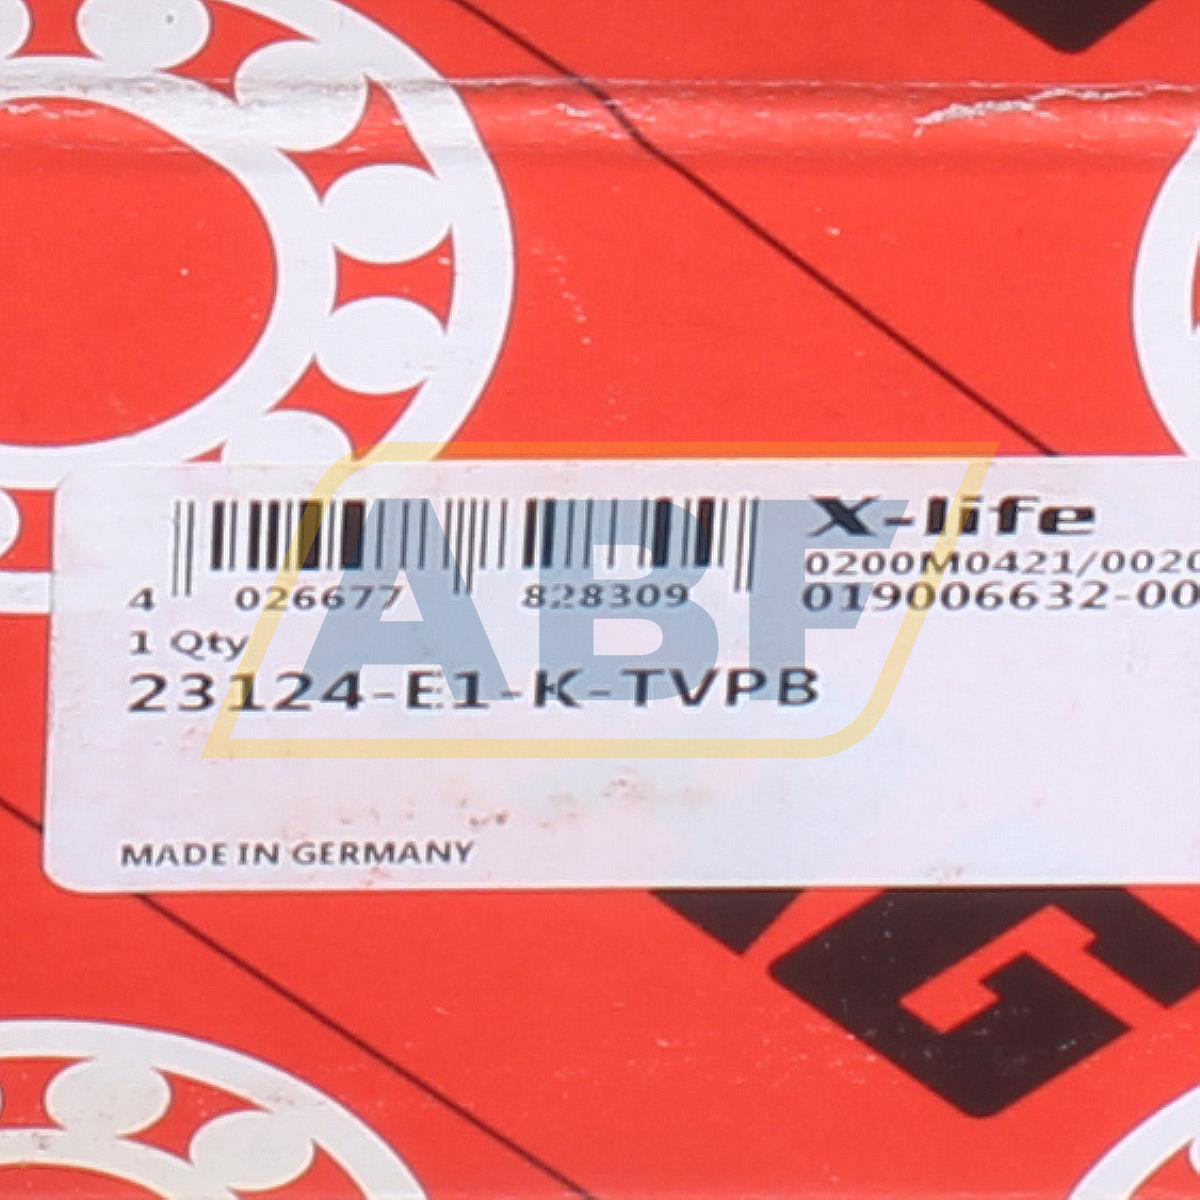 X-life
0200M0421/0020
019006632-00
4 026677 828309
1 Qty
23124-E1-K-TVPB
MADE IN GERMANY
ABF
G